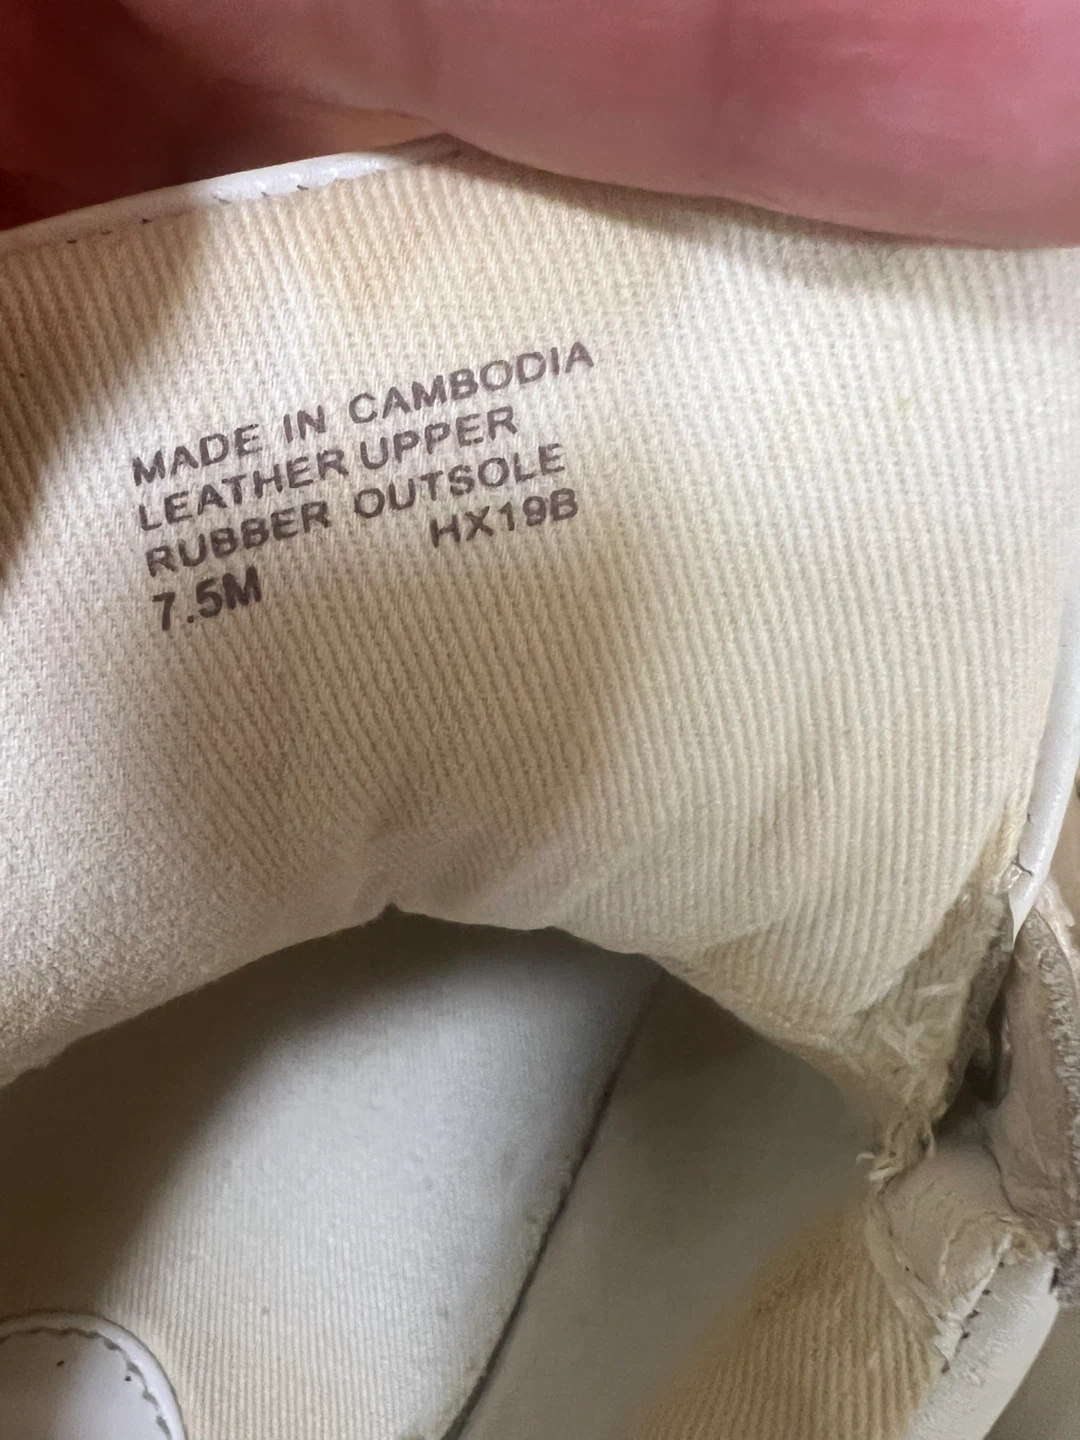 MADE IN CAMBODIA
LEATHER UPPER
RUBBER OUTSOLE
HX19B
7.5M